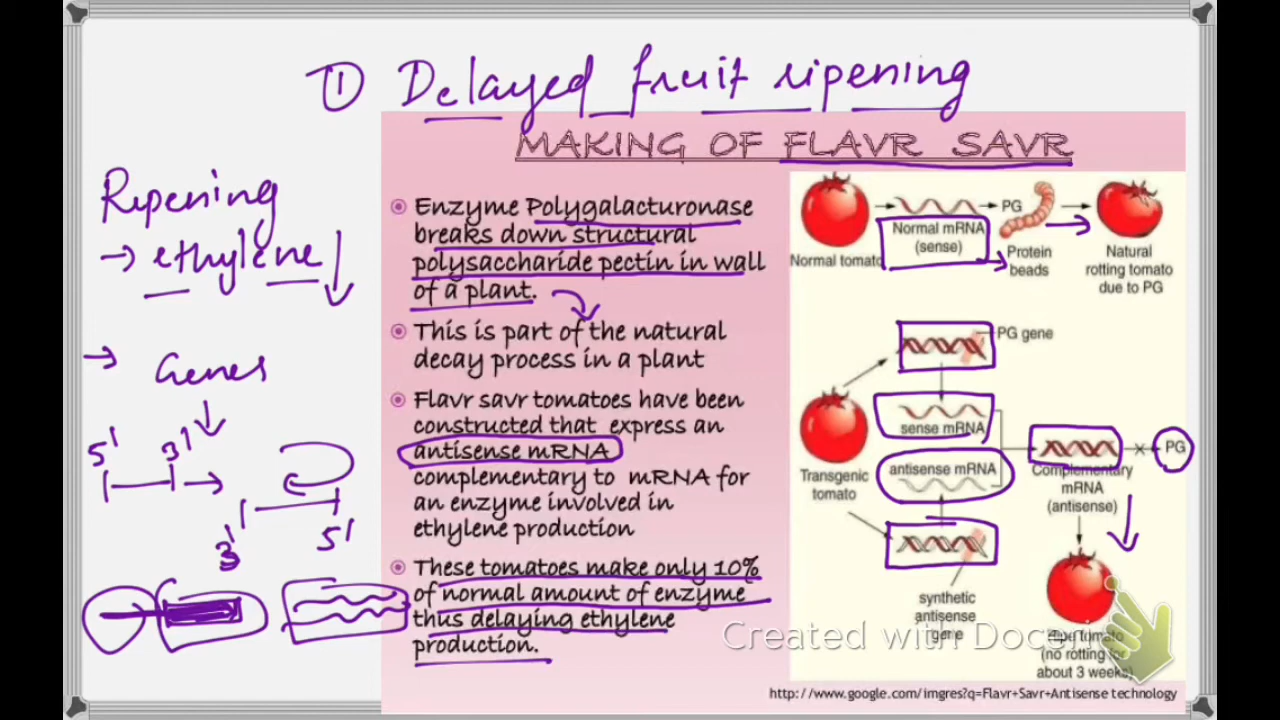 ① Delayed fruit ripening
MAKING OF FLAVR SAVR
Ripening
→ ethylene ↓
→ Genes
5' 3'
3' 5'
Enzyme Polygalacturonase
breaks down structural
polysaccharide pectin in wall
of a plant.
This is part of the natural
decay process in a plant
Flavr savr tomatoes have been
constructed that express an
antisense mRNA
complementary to mRNA for
an enzyme involved in
ethylene production
These tomatoes make only 10%
of normal amount of enzyme
thus delaying ethylene
production.
Normal tomato
Normal mRNA
(sense)
PG
Protein
beads
Natural
rotting tomato
due to PG
PG gene
sense mRNA
antisense mRNA
Transgenic
tomato
synthetic
antisense
gene
Complementary
mRNA
(antisense)
PG
Ripe tomato
(no rotting for
about 3 weeks)
Created with Doce
http://www.google.com/imgres?q=Flavr+Savr+Antisense technology